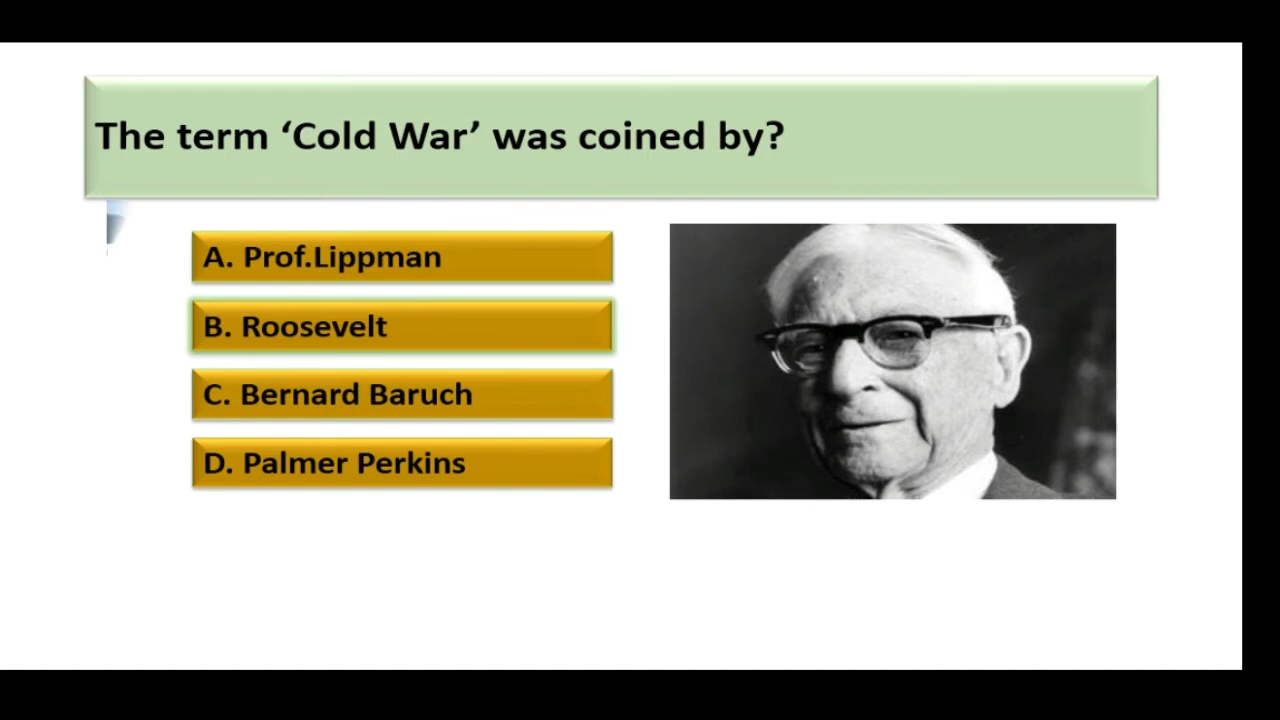 The term ‘Cold War’ was coined by?
A. Prof.Lippman
B. Roosevelt
C. Bernard Baruch
D. Palmer Perkins